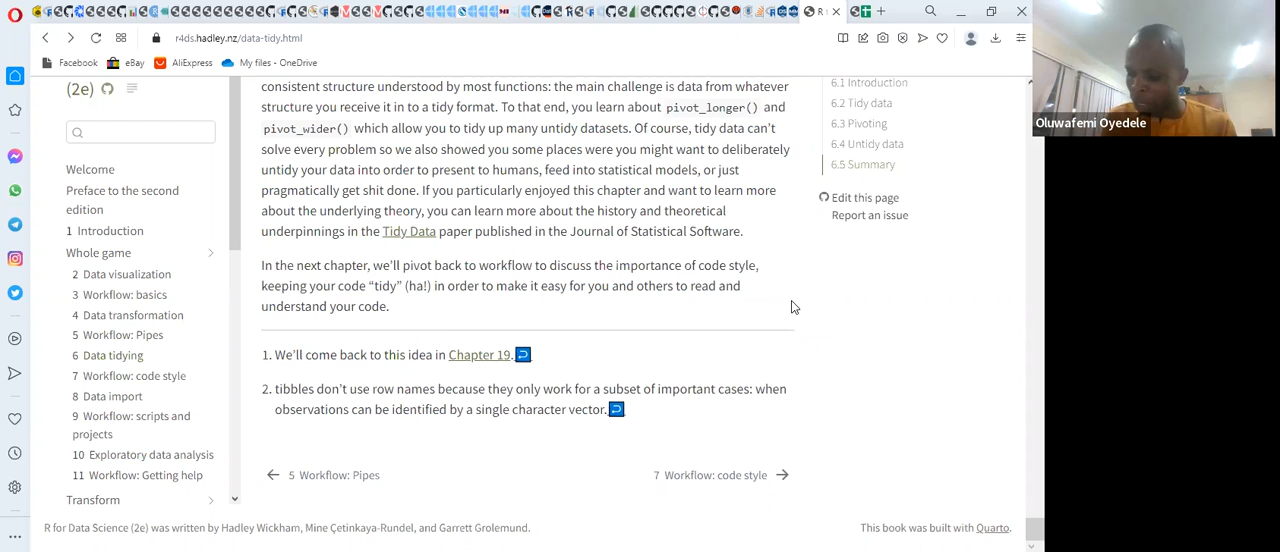 R
r4ds.hadley.nz/data-tidy.html
Facebook eBay AliExpress My files - OneDrive
(2e)
Welcome
Preface to the second
edition
1 Introduction
Whole game
2 Data visualization
3 Workflow: basics
4 Data transformation
5 Workflow: Pipes
6 Data tidying
7 Workflow: code style
8 Data import
9 Workflow: scripts and
projects
10 Exploratory data analysis
11 Workflow: Getting help
Transform
consistent structure understood by most functions: the main challenge is data from whatever
structure you receive it in to a tidy format. To that end, you learn about pivot_longer() and
pivot_wider() which allow you to tidy up many untidy datasets. Of course, tidy data can't
solve every problem so we also showed you some places were you might want to deliberately
untidy your data into order to present to humans, feed into statistical models, or just
pragmatically get shit done. If you particularly enjoyed this chapter and want to learn more
about the underlying theory, you can learn more about the history and theoretical
underpinnings in the Tidy Data paper published in the Journal of Statistical Software.
In the next chapter, we'll pivot back to workflow to discuss the importance of code style,
keeping your code “tidy” (ha!) in order to make it easy for you and others to read and
understand your code.
1. We'll come back to this idea in Chapter 19.
2. tibbles don't use row names because they only work for a subset of important cases: when
observations can be identified by a single character vector.
5 Workflow: Pipes
7 Workflow: code style
6.1 Introduction
6.2 Tidy data
6.3 Pivoting
6.4 Untidy data
6.5 Summary
Edit this page
Report an issue
R for Data Science (2e) was written by Hadley Wickham, Mine Çetinkaya-Rundel, and Garrett Grolemund.
This book was built with Quarto.
Oluwafemi Oyedele